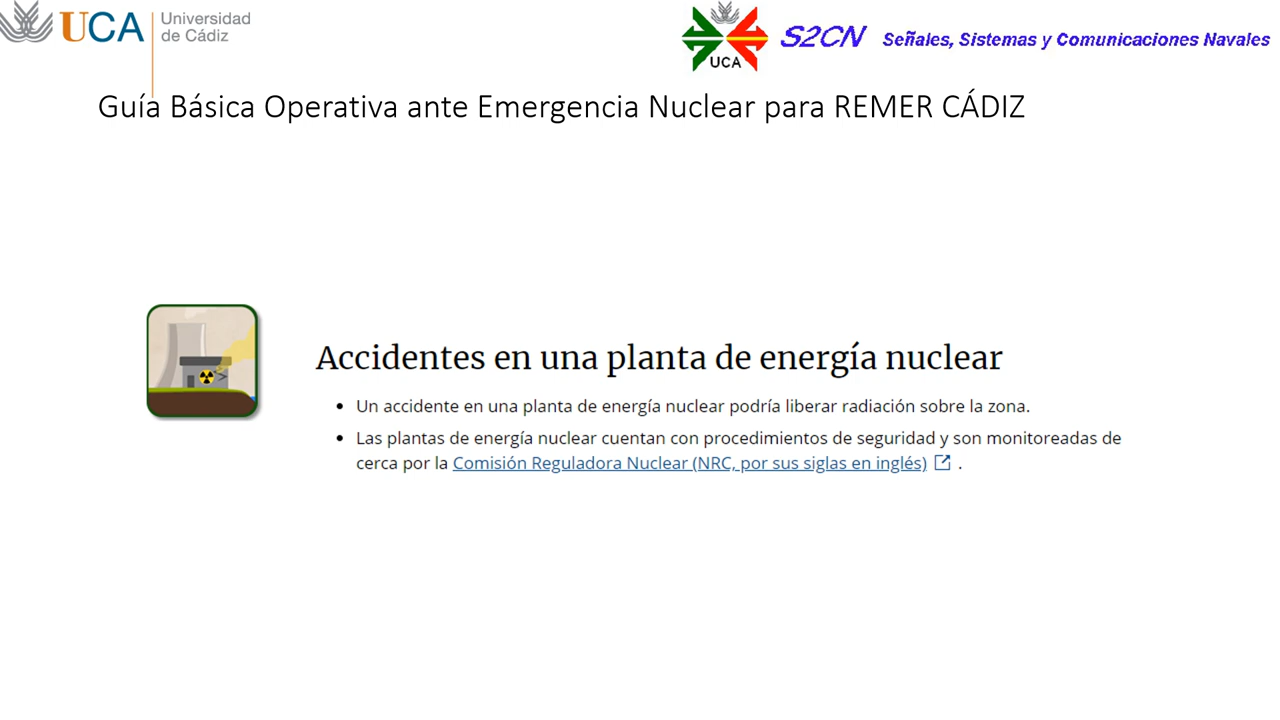 UCA
Universidad
de Cádiz
UCA
S2CN
Señales, Sistemas y Comunicaciones Navales
Guía Básica Operativa ante Emergencia Nuclear para REMER CÁDIZ
Accidentes en una planta de energía nuclear
• Un accidente en una planta de energía nuclear podría liberar radiación sobre la zona.
• Las plantas de energía nuclear cuentan con procedimientos de seguridad y son monitoreadas de
cerca por la Comisión Reguladora Nuclear (NRC, por sus siglas en inglés) .